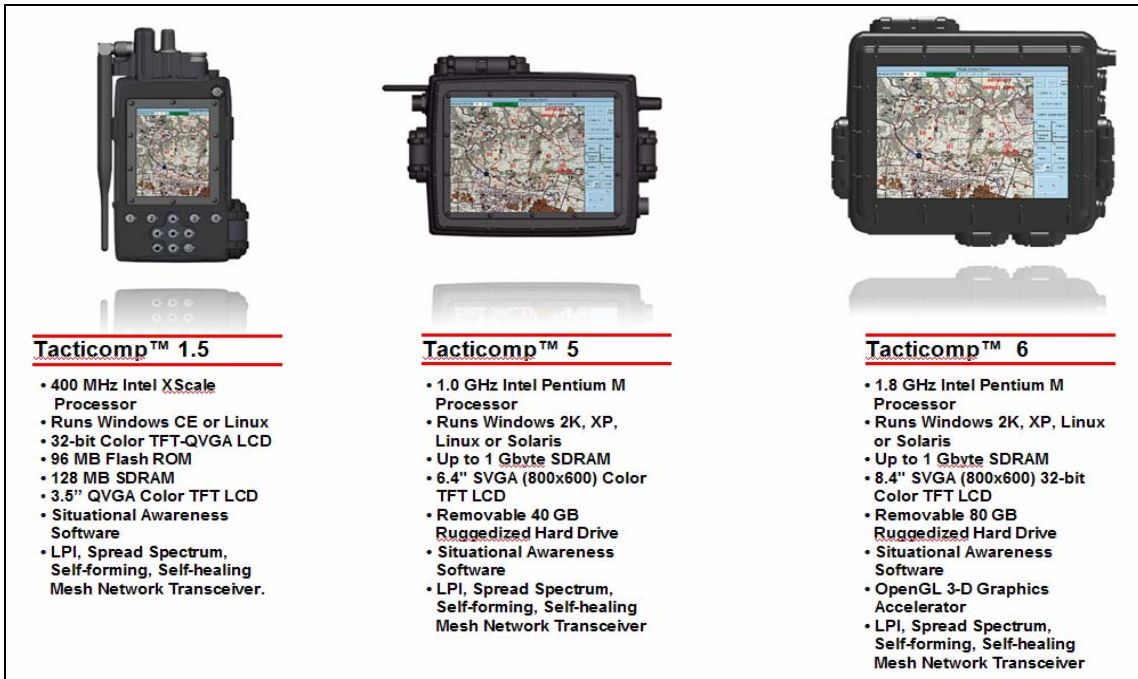 Tacticomp™ 1.5
• 400 MHz Intel XScale
Processor
• Runs Windows CE or Linux
• 32-bit Color TFT-QVGA LCD
• 96 MB Flash ROM
• 128 MB SDRAM
• 3.5” QVGA Color TFT LCD
• Situational Awareness
Software
• LPI, Spread Spectrum,
Self-forming, Self-healing
Mesh Network Transceiver.
Tacticomp™ 5
• 1.0 GHz Intel Pentium M
Processor
• Runs Windows 2K, XP,
Linux or Solaris
• Up to 1 Gbyte SDRAM
• 6.4" SVGA (800x600) Color
TFT LCD
• Removable 40 GB
Ruggedized Hard Drive
• Situational Awareness
Software
• LPI, Spread Spectrum,
Self-forming, Self-healing
Mesh Network Transceiver
Tacticomp™ 6
• 1.8 GHz Intel Pentium M
Processor
• Runs Windows 2K, XP, Linux
or Solaris
• Up to 1 Gbyte SDRAM
• 8.4" SVGA (800x600) 32-bit
Color TFT LCD
• Removable 80 GB
Ruggedized Hard Drive
• Situational Awareness
Software
• OpenGL 3-D Graphics
Accelerator
• LPI, Spread Spectrum,
Self-forming, Self-healing
Mesh Network Transceiver